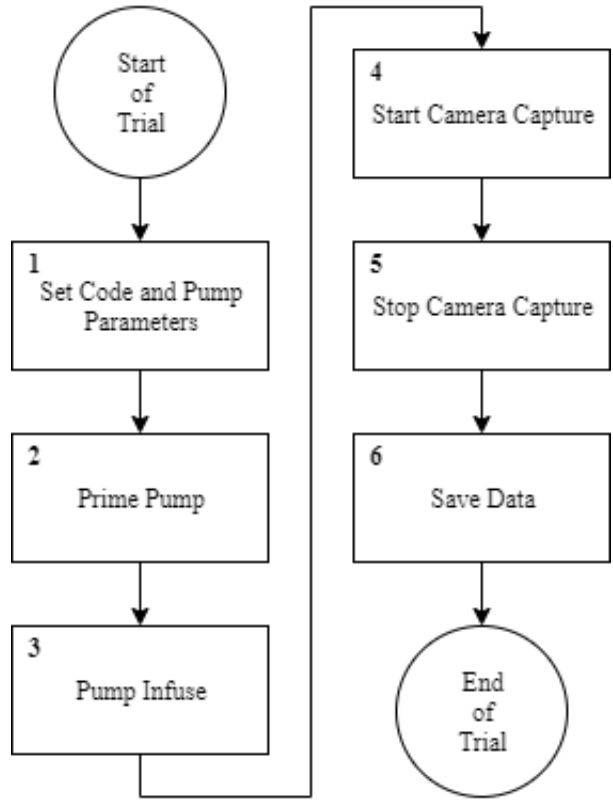 Start
of
Trial
1
Set Code and Pump
Parameters
2
Prime Pump
3
Pump Infuse
4
Start Camera Capture
5
Stop Camera Capture
6
Save Data
End
of
Trial